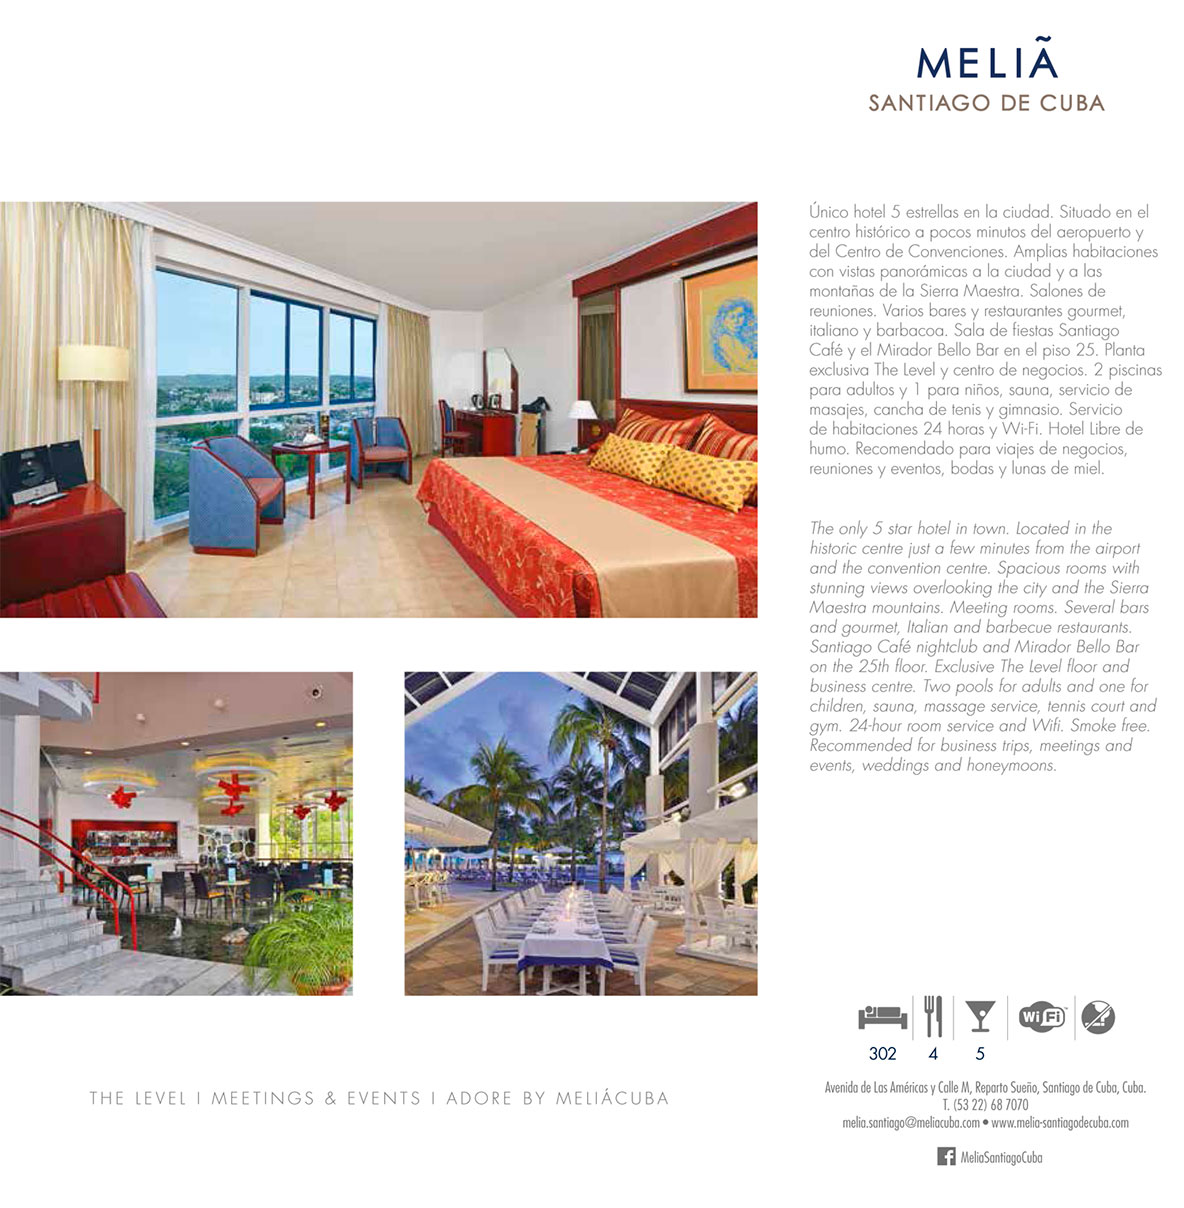 MELIÃ
SANTIAGO DE CUBA
Único hotel 5 estrellas en la ciudad. Situado en el
centro histórico a pocos minutos del aeropuerto y
del Centro de Convenciones. Amplias habitaciones
con vistas panorámicas a la ciudad y a las
montañas de la Sierra Maestra. Salones de
reuniones. Varios bares y restaurantes gourmet,
italiano y barbacoa. Sala de fiestas Santiago
Café y el Mirador Bello Bar en el piso 25. Planta
exclusiva The Level y centro de negocios. 2 piscinas
para adultos y 1 para niños, sauna, servicio de
masajes, cancha de tenis y gimnasio. Servicio
de habitaciones 24 horas y Wi-Fi. Hotel Libre de
humo. Recomendado para viajes de negocios,
reuniones y eventos, bodas y lunas de miel.
The only 5 star hotel in town. Located in the
historic centre just a few minutes from the airport
and the convention centre. Spacious rooms with
stunning views overlooking the city and the Sierra
Maestra mountains. Meeting rooms. Several bars
and gourmet, Italian and barbecue restaurants.
Santiago Café nightclub and Mirador Bello Bar
on the 25th floor. Exclusive The Level floor and
business centre. Two pools for adults and one for
children, sauna, massage service, tennis court and
gym. 24-hour room service and Wifi. Smoke free.
Recommended for business trips, meetings and
events, weddings and honeymoons.
Wi Fi
302 4 5
THE LEVEL I MEETINGS & EVENTS I ADORE BY MELIÁCUBA
Avenida de Las Américas y Calle M, Reparto Sueño, Santiago de Cuba, Cuba.
T. (53 22) 68 7070
melia.santiago@meliacuba.com • www.melia-santiagodecuba.com
f MeliaSantiagoCuba